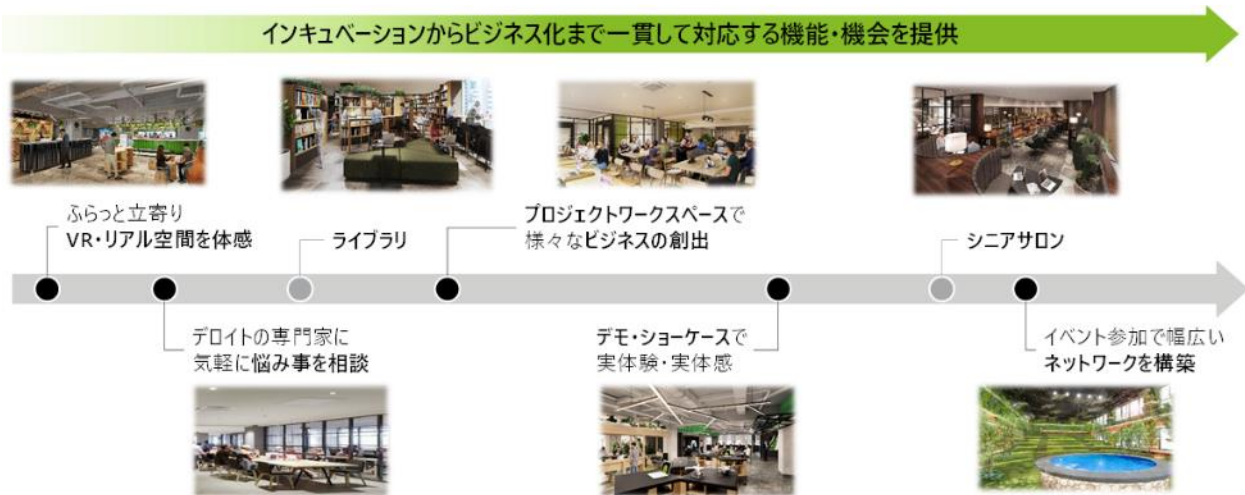 インキュベーションからビジネス化まで一貫して対応する機能・機会を提供
ふらっと立寄り
VR・リアル空間を体感
ライブラリ
プロジェクトワークスペースで
様々なビジネスの創出
シニアサロン
デロイトの専門家に
気軽に悩み事を相談
デモ・ショーケースで
実体験・実体感
イベント参加で幅広い
ネットワークを構築